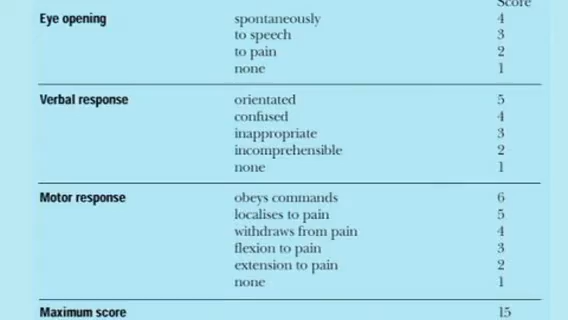 Score
Eye opening spontaneously 4
to speech 3
to pain 2
none 1
Verbal response orientated 5
confused 4
inappropriate 3
incomprehensible 2
none 1
Motor response obeys commands 6
localises to pain 5
withdraws from pain 4
flexion to pain 3
extension to pain 2
none 1
Maximum score 15